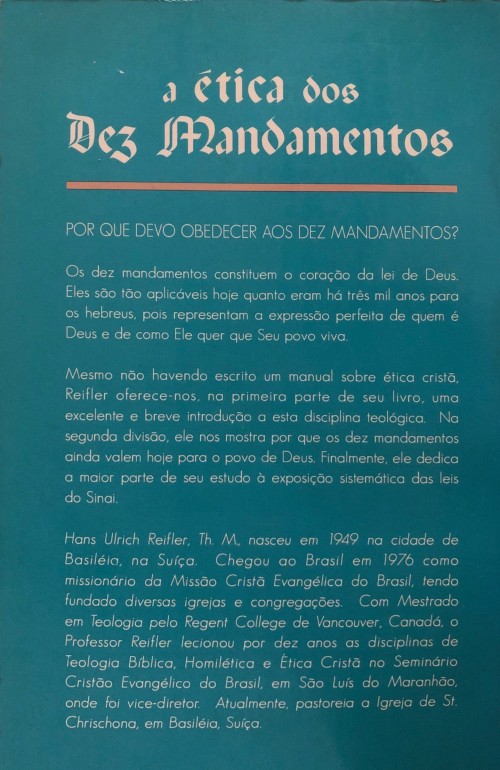 a ética dos
Dez Mandamentos
POR QUE DEVO OBEDECER AOS DEZ MANDAMENTOS?
Os dez mandamentos constituem o coração da lei de Deus.
Eles são tão aplicáveis hoje quanto eram há três mil anos para
os hebreus, pois representam a expressão perfeita de quem é
Deus e de como Ele quer que Seu povo viva.
Mesmo não havendo escrito um manual sobre ética cristã,
Reifler oferece-nos, na primeira parte de seu livro, uma
excelente e breve introdução a esta disciplina teológica. Na
segunda divisão, ele nos mostra por que os dez mandamentos
ainda valem hoje para o povo de Deus. Finalmente, ele dedica
a maior parte de seu estudo à exposição sistemática das leis
do Sinai.
Hans Ulrich Reifler, Th. M., nasceu em 1949 na cidade de
Basiléia, na Suíça. Chegou ao Brasil em 1976 como
missionário da Missão Cristã Evangélica do Brasil, tendo
fundado diversas igrejas e congregações. Com Mestrado
em Teologia pelo Regent College de Vancouver, Canadá, o
Professor Reifler lecionou por dez anos as disciplinas de
Teologia Bíblica, Homilética e Ética Cristã no Seminário
Cristão Evangélico do Brasil, em São Luís do Maranhão,
onde foi vice-diretor. Atualmente, pastoreia a Igreja de St.
Chrischona, em Basiléia, Suíça.